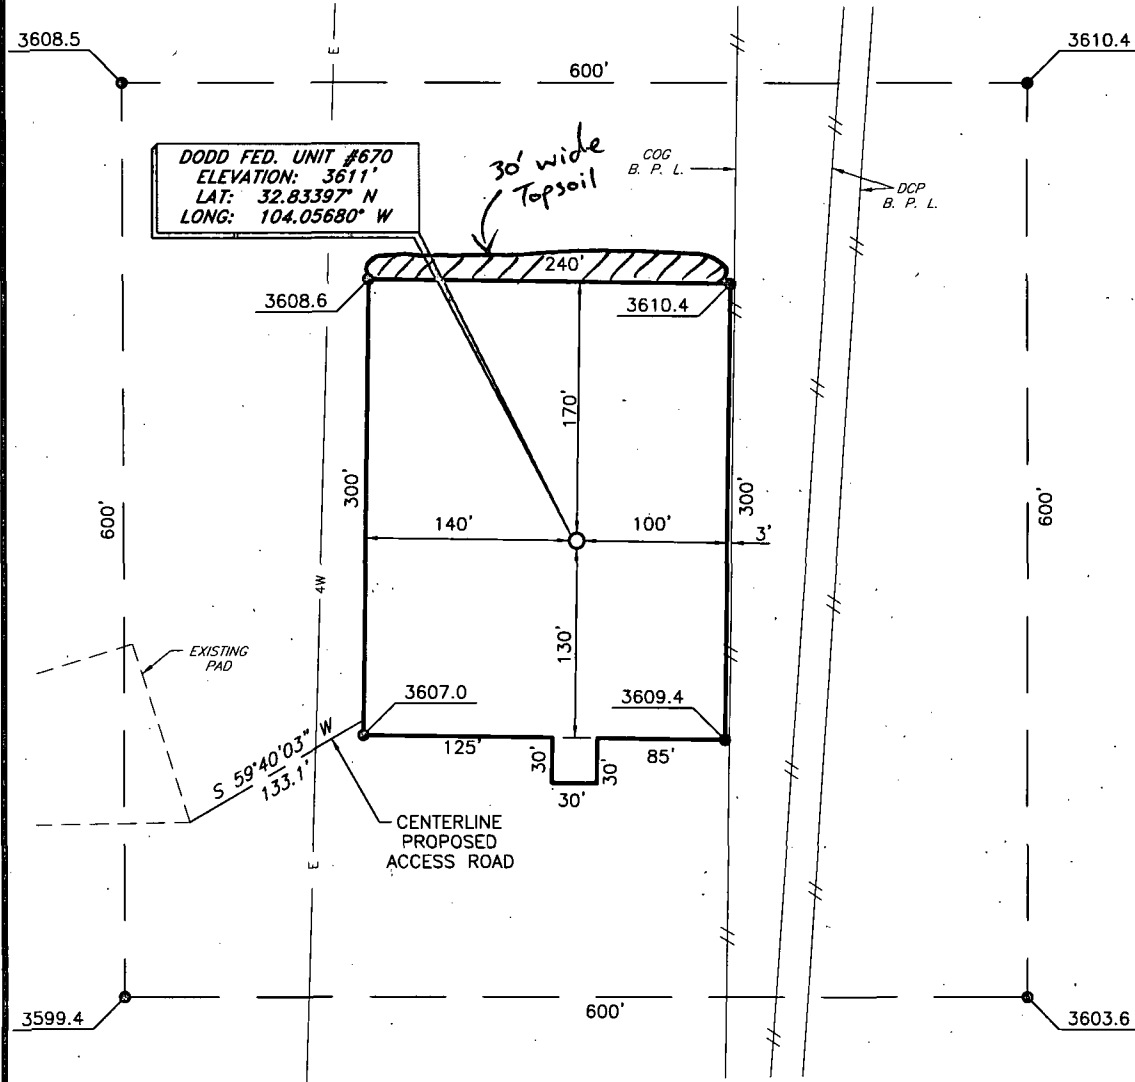 3608.5
E
600'
3610.4
DODD FED. UNIT #670
ELEVATION: 3611'
LAT: 32.83397° N
LONG: 104.05680° W
30' wide
Topsoil
COG
B. P. L.
DCP
B. P. L.
240'
3608.6
3610.4
170'
600'
300'
300'
600'
140'
100'
3'
4W
130'
EXISTING
PAD
3607.0
3609.4
S 59°40'03" W
133.1'
125'
30'
30'
85'
30'
CENTERLINE
PROPOSED
ACCESS ROAD
E
3599.4
600'
3603.6